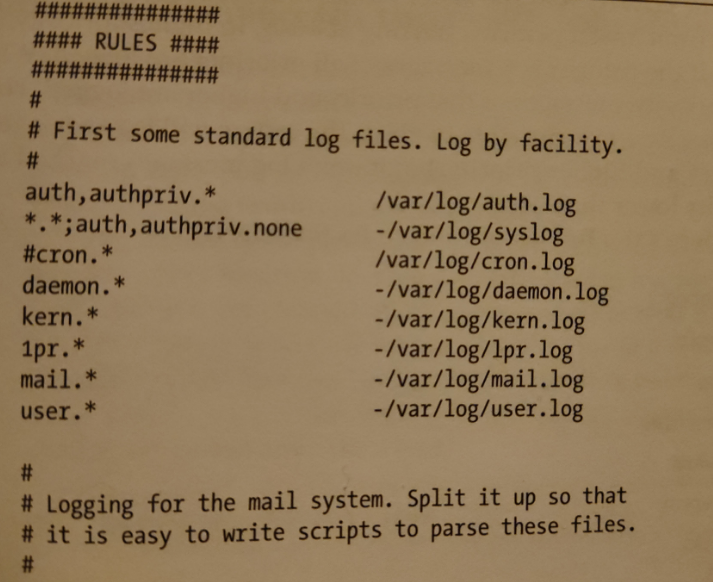 ###############
#### RULES ####
###############
#
# First some standard log files. Log by facility.
#
auth,authpriv.* /var/log/auth.log
*.*;auth,authpriv.none -/var/log/syslog
#cron.* /var/log/cron.log
daemon.* -/var/log/daemon.log
kern.* -/var/log/kern.log
1pr.* -/var/log/lpr.log
mail.* -/var/log/mail.log
user.* -/var/log/user.log
#
# Logging for the mail system. Split it up so that
# it is easy to write scripts to parse these files.
#